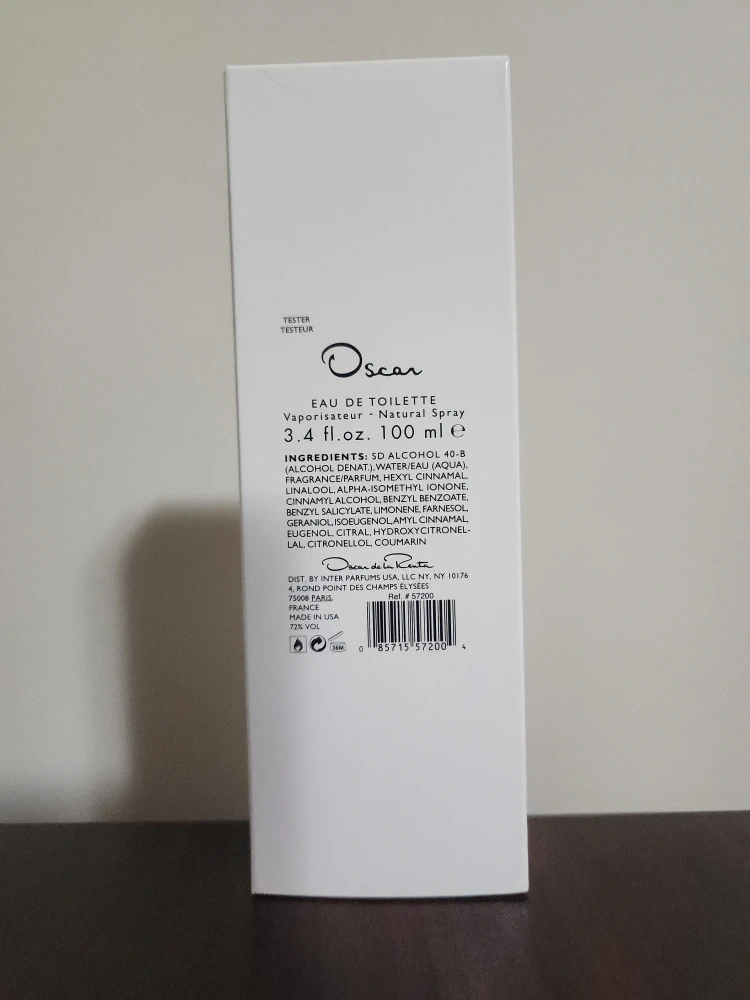 TESTER
TESTEUR
Oscar
EAU DE TOILETTE
Vaporisateur - Natural Spray
3.4 fl.oz. 100 ml ℮
INGREDIENTS: SD ALCOHOL 40-B
(ALCOHOL DENAT.), WATER/EAU (AQUA),
FRAGRANCE/PARFUM, HEXYL CINNAMAL,
LINALOOL, ALPHA-ISOMETHYL IONONE,
CINNAMYL ALCOHOL, BENZYL BENZOATE,
BENZYL SALICYLATE, LIMONENE, FARNESOL,
GERANIOL, ISOEUGENOL, AMYL CINNAMAL,
EUGENOL, CITRAL, HYDROXYCITRONEL-
LAL, CITRONELLOL, COUMARIN
Oscar de la Renta
DIST. BY INTER PARFUMS USA, LLC NY, NY 10176
4, ROND POINT DES CHAMPS ÉLYSÉES
75008 PARIS,
FRANCE
MADE IN USA
72% VOL
36M
Ref. # 57200
0 85715 57200 4